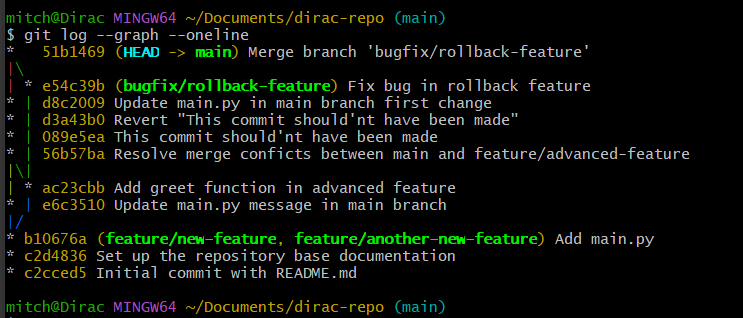 mitch@Dirac MINGW64 ~/Documents/dirac-repo (main)
$ git log --graph --oneline
*   51b1469 (HEAD -> main) Merge branch 'bugfix/rollback-feature'
|\
| * e54c39b (bugfix/rollback-feature) Fix bug in rollback feature
* | d8c2009 Update main.py in main branch first change
* | d3a43b0 Revert "This commit should'nt have been made"
* | 089e5ea This commit should'nt have been made
* | 56b57ba Resolve merge conficts between main and feature/advanced-feature
|\|
| * ac23cbb Add greet function in advanced feature
* | e6c3510 Update main.py message in main branch
|/
* b10676a (feature/new-feature, feature/another-new-feature) Add main.py
* c2d4836 Set up the repository base documentation
* c2cced5 Initial commit with README.md
mitch@Dirac MINGW64 ~/Documents/dirac-repo (main)